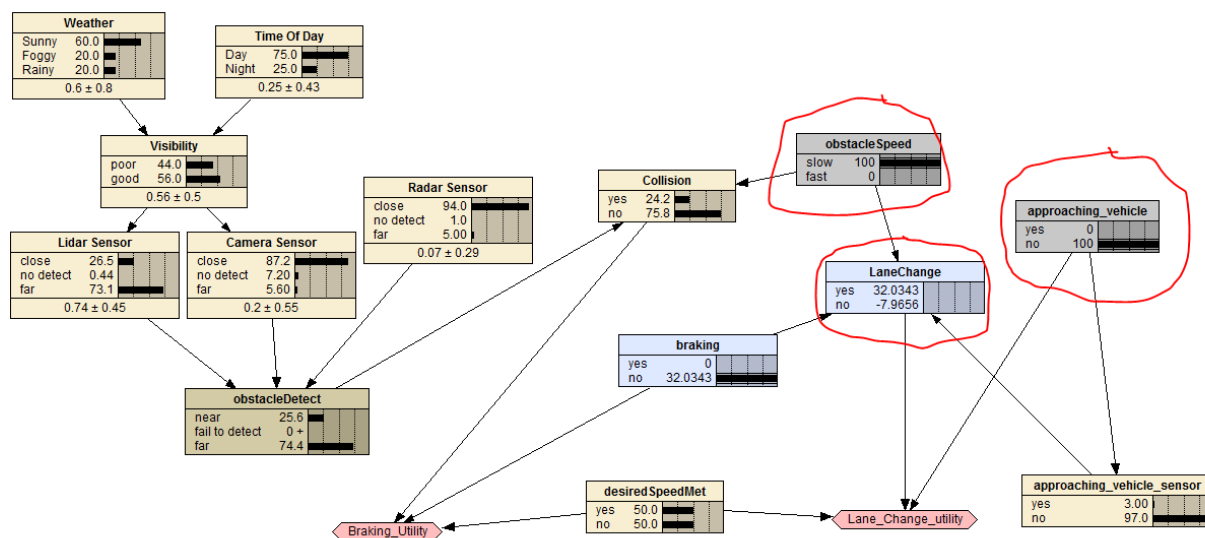 Weather
Sunny 60.0
Foggy 20.0
Rainy 20.0
0.6 ± 0.8
Time Of Day
Day 75.0
Night 25.0
0.25 ± 0.43
Visibility
poor 44.0
good 56.0
0.56 ± 0.5
Radar Sensor
close 94.0
no detect 1.0
far 5.00
0.07 ± 0.29
Collision
yes 24.2
no 75.8
obstacleSpeed
slow 100
fast 0
approaching_vehicle
yes 0
no 100
Lidar Sensor
close 26.5
no detect 0.44
far 73.1
0.74 ± 0.45
Camera Sensor
close 87.2
no detect 7.20
far 5.60
0.2 ± 0.55
LaneChange
yes 32.0343
no -7.9656
braking
yes 0
no 32.0343
obstacleDetect
near 25.6
fail to detect 0 +
far 74.4
desiredSpeedMet
yes 50.0
no 50.0
approaching_vehicle_sensor
yes 3.00
no 97.0
Braking_Utility
Lane_Change_utility